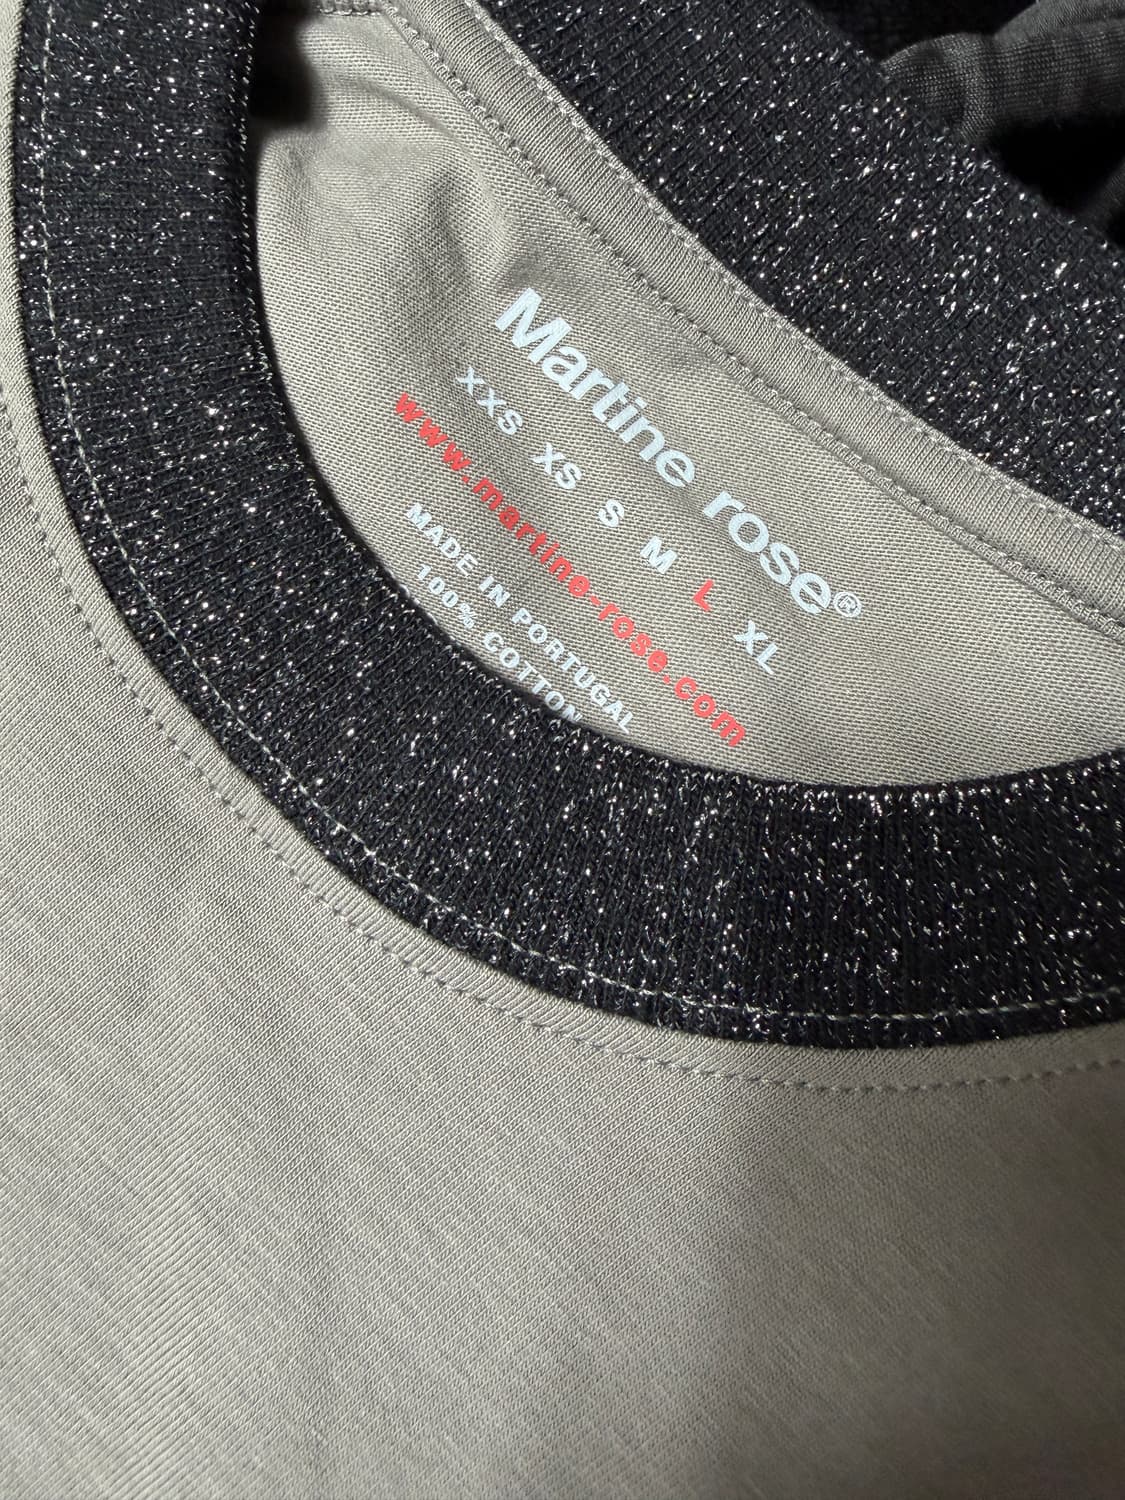 Martine rose®
XXS XS S M L XL
www.martine-rose.com
MADE IN PORTUGAL
100% COTTON